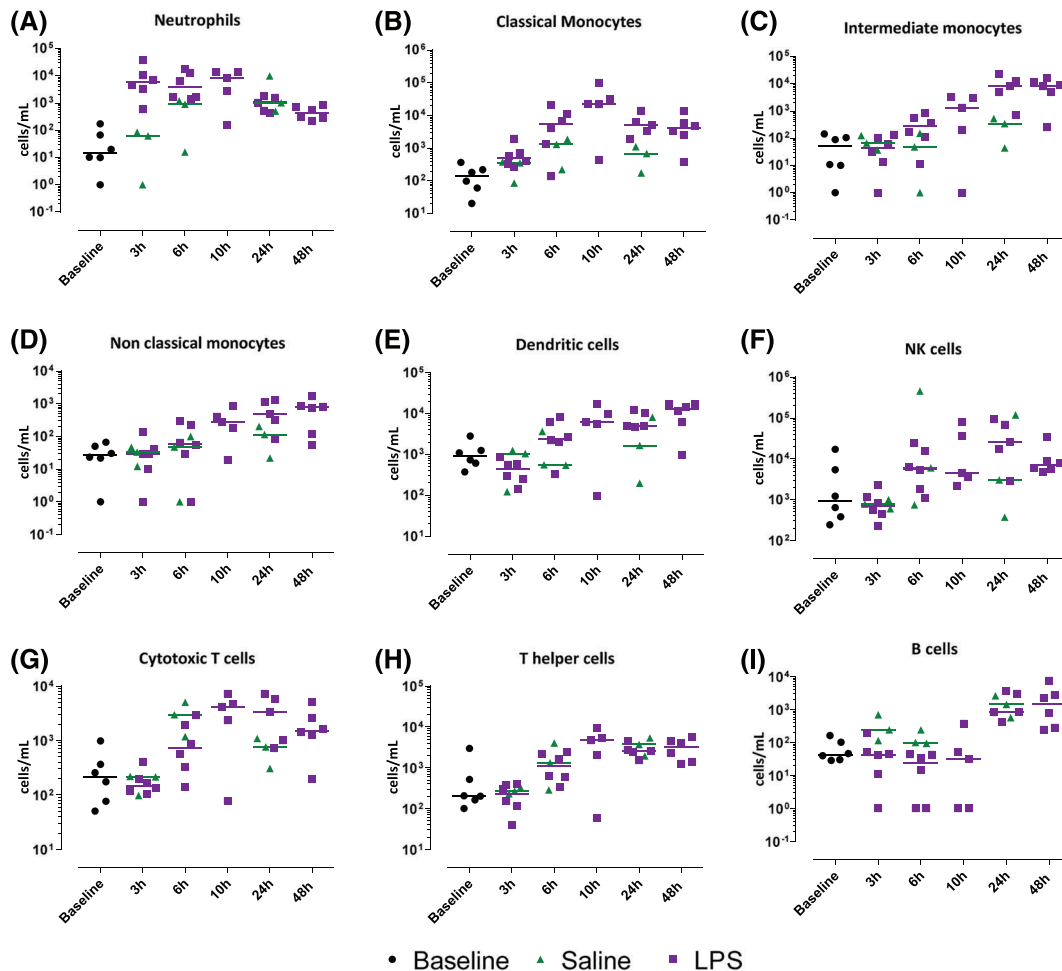 (A) Neutrophils
cells/mL
10^5
10^4
10^3
10^2
10^1
10^0
10^-1
Baseline 3h 6h 10h 24h 48h
(B) Classical Monocytes
cells/mL
10^6
10^5
10^4
10^3
10^2
10^1
Baseline 3h 6h 10h 24h 48h
(C) Intermediate monocytes
cells/mL
10^5
10^4
10^3
10^2
10^1
10^0
10^-1
Baseline 3h 6h 10h 24h 48h
(D) Non classical monocytes
cells/mL
10^4
10^3
10^2
10^1
10^0
10^-1
Baseline 3h 6h 10h 24h 48h
(E) Dendritic cells
cells/mL
10^5
10^4
10^3
10^2
10^1
Baseline 3h 6h 10h 24h 48h
(F) NK cells
cells/mL
10^6
10^5
10^4
10^3
10^2
Baseline 3h 6h 10h 24h 48h
(G) Cytotoxic T cells
cells/mL
10^4
10^3
10^2
10^1
Baseline 3h 6h 10h 24h 48h
(H) T helper cells
cells/mL
10^4
10^3
10^2
10^1
Baseline 3h 6h 10h 24h 48h
(I) B cells
cells/mL
10^4
10^3
10^2
10^1
10^0
10^-1
Baseline 3h 6h 10h 24h 48h
Baseline Saline LPS